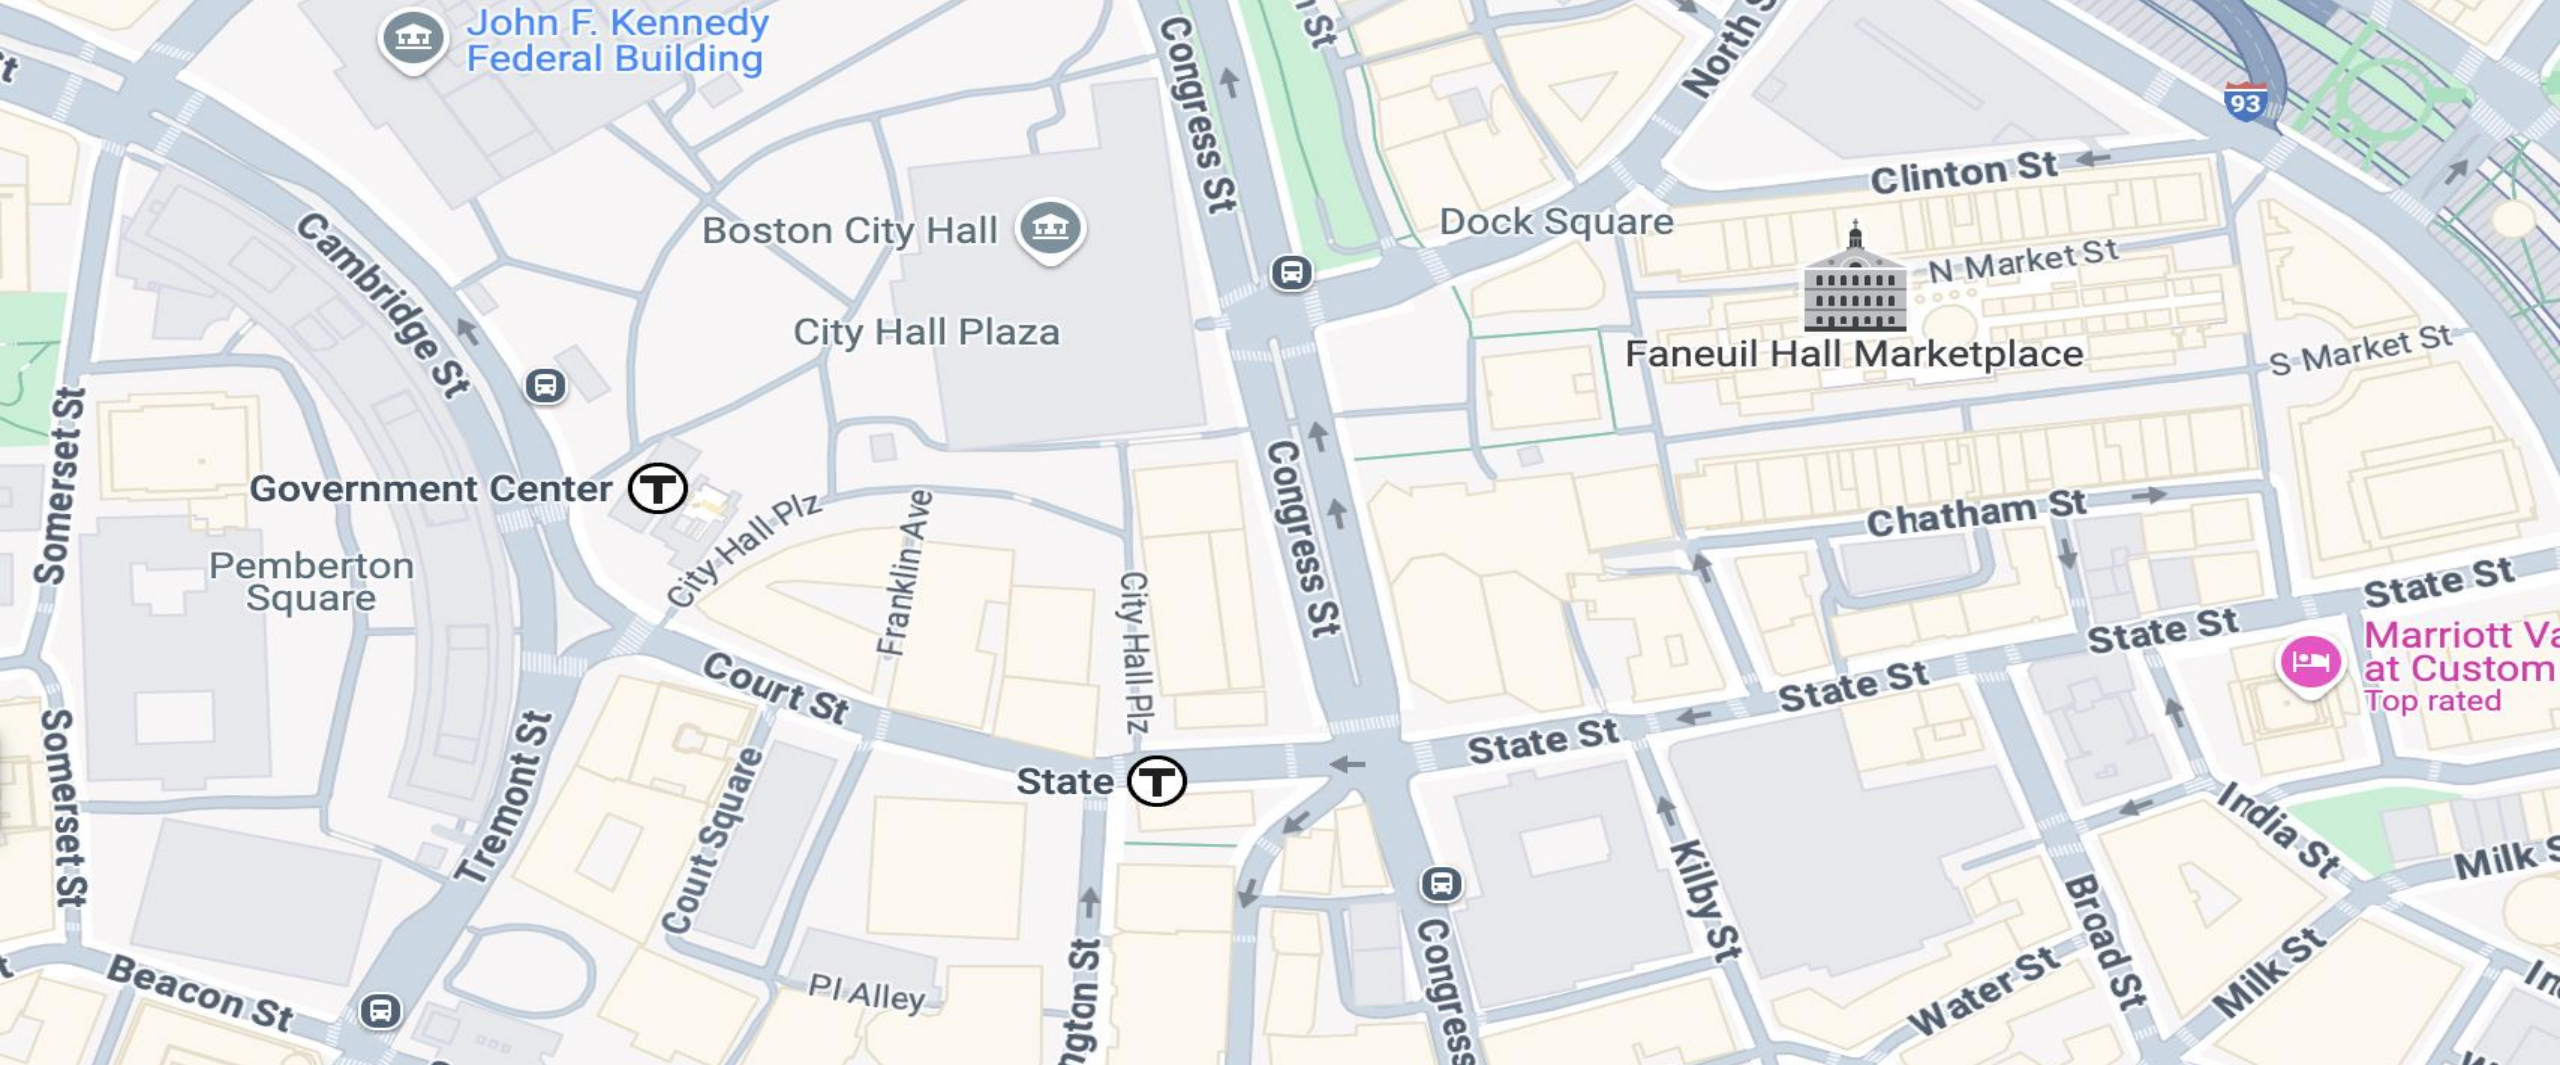 John F. Kennedy
Federal Building
Congress St
North S
93
Clinton St
Dock Square
Boston City Hall
Cambridge St
N Market St
City Hall Plaza
Faneuil Hall Marketplace
S Market St
Somerset St
Government Center
T
City Hall Plz
Franklin Ave
Congress St
Chatham St
Pemberton
Square
City Hall Plz
State St
State St
Marriott Va
at Custom
Top rated
Court St
State St
State St
Somerset St
Tremont St
Court Square
State
T
India St
Kilby St
Milk S
Broad St
Beacon St
Pl Alley
ngton St
Congress
Water St
Milk St